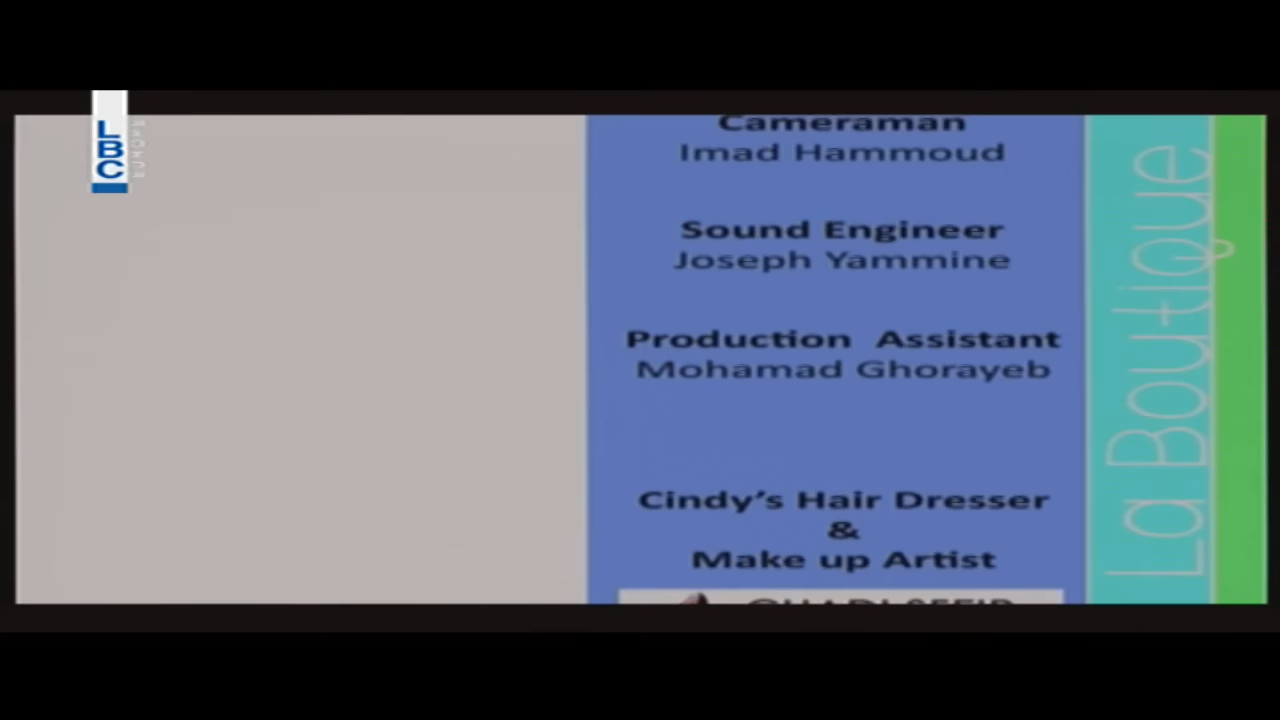 LBC
Cameraman
Imad Hammoud
Sound Engineer
Joseph Yammine
Production Assistant
Mohamad Ghorayeb
Cindy’s Hair Dresser
&
Make up Artist
La Boutique